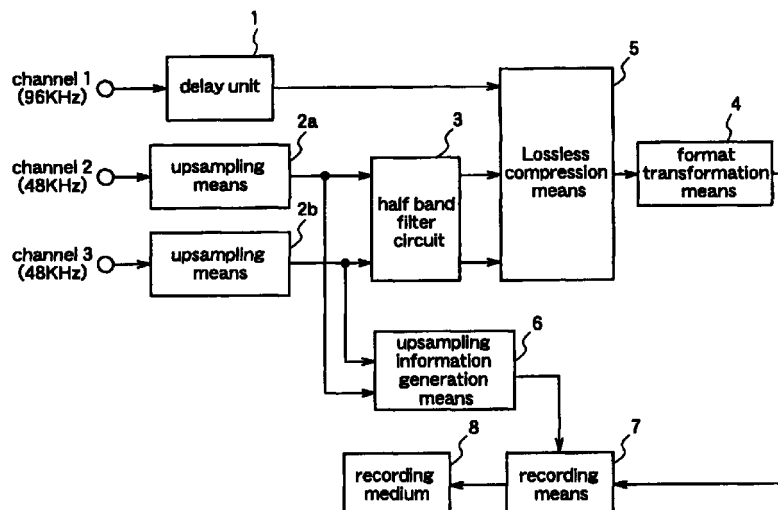 1
channel 1
(96KHz)
delay unit
5
Lossless
compression
means
4
format
transformation
means
2a
channel 2
(48KHz)
upsampling
means
3
half band
filter
circuit
2b
channel 3
(48KHz)
upsampling
means
6
upsampling
information
generation
means
8
recording
medium
7
recording
means